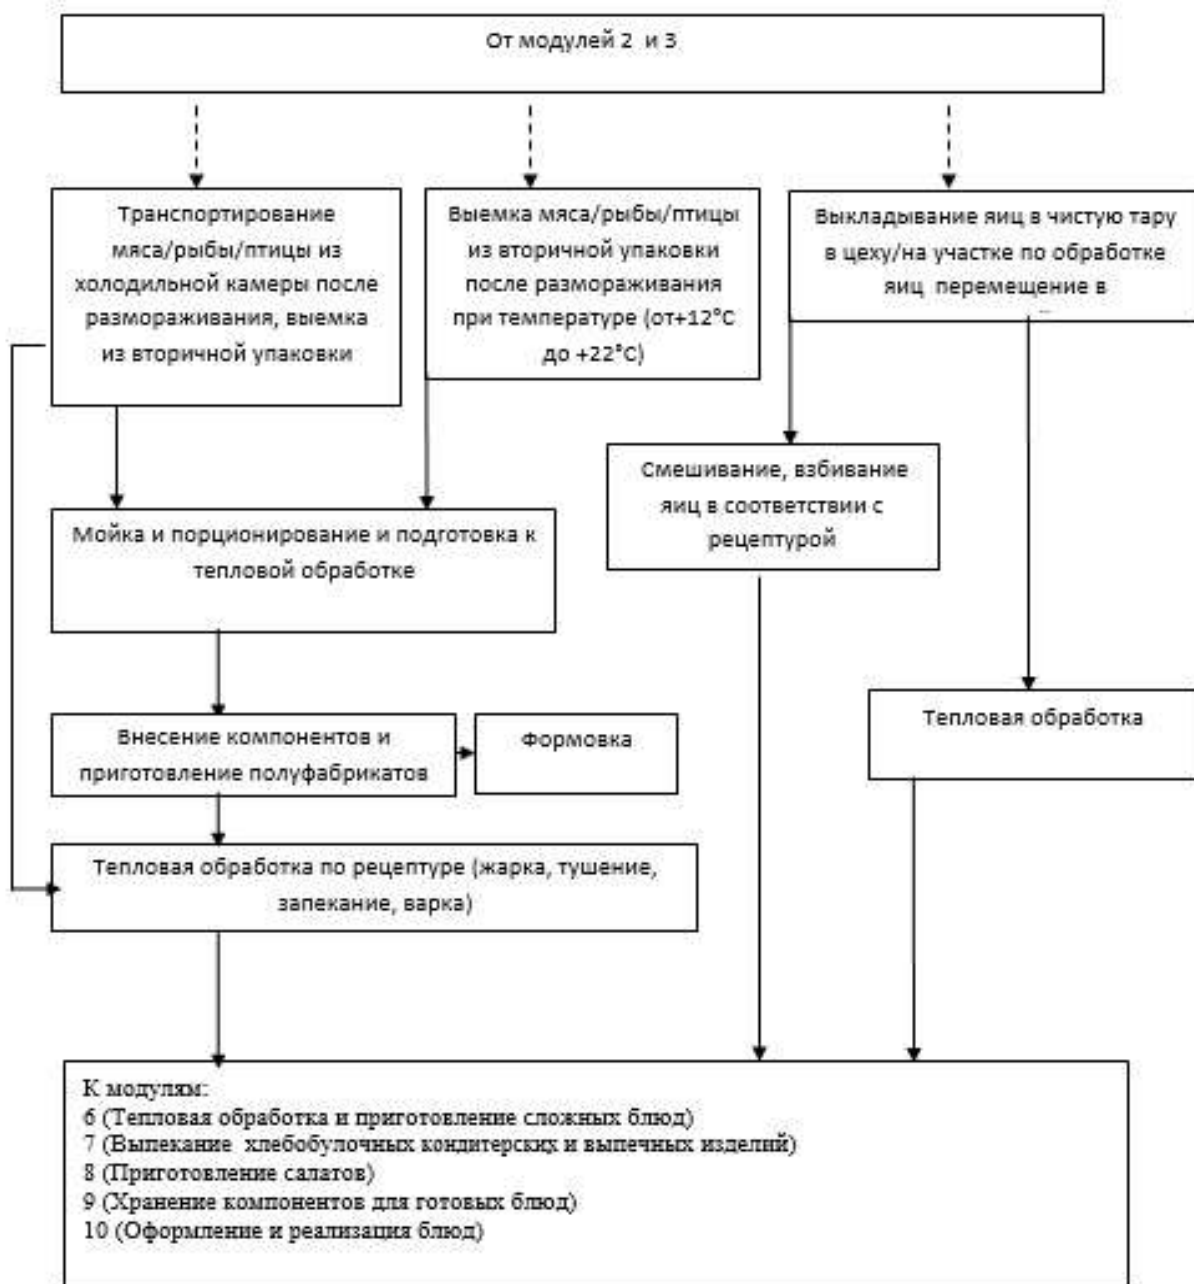 От модулей 2 и 3
Транспортирование
мяса/рыбы/птицы из
холодильной камеры после
размораживания, выемка
из вторичной упаковки
Выемка мяса/рыбы/птицы
из вторичной упаковки
после размораживания
при температуре (от+12°С
до +22°С)
Выкладывание яиц в чистую тару
в цеху/на участке по обработке
яиц перемещение в
Смешивание, взбивание
яиц в соответствии с
рецептурой
Мойка и порционирование и подготовка к
тепловой обработке
Тепловая обработка
Внесение компонентов и
приготовление полуфабрикатов
Формовка
Тепловая обработка по рецептуре (жарка, тушение,
запекание, варка)
К модулям:
6 (Тепловая обработка и приготовление сложных блюд)
7 (Выпекание хлебобулочных кондитерских и выпечных изделий)
8 (Приготовление салатов)
9 (Хранение компонентов для готовых блюд)
10 (Оформление и реализация блюд)